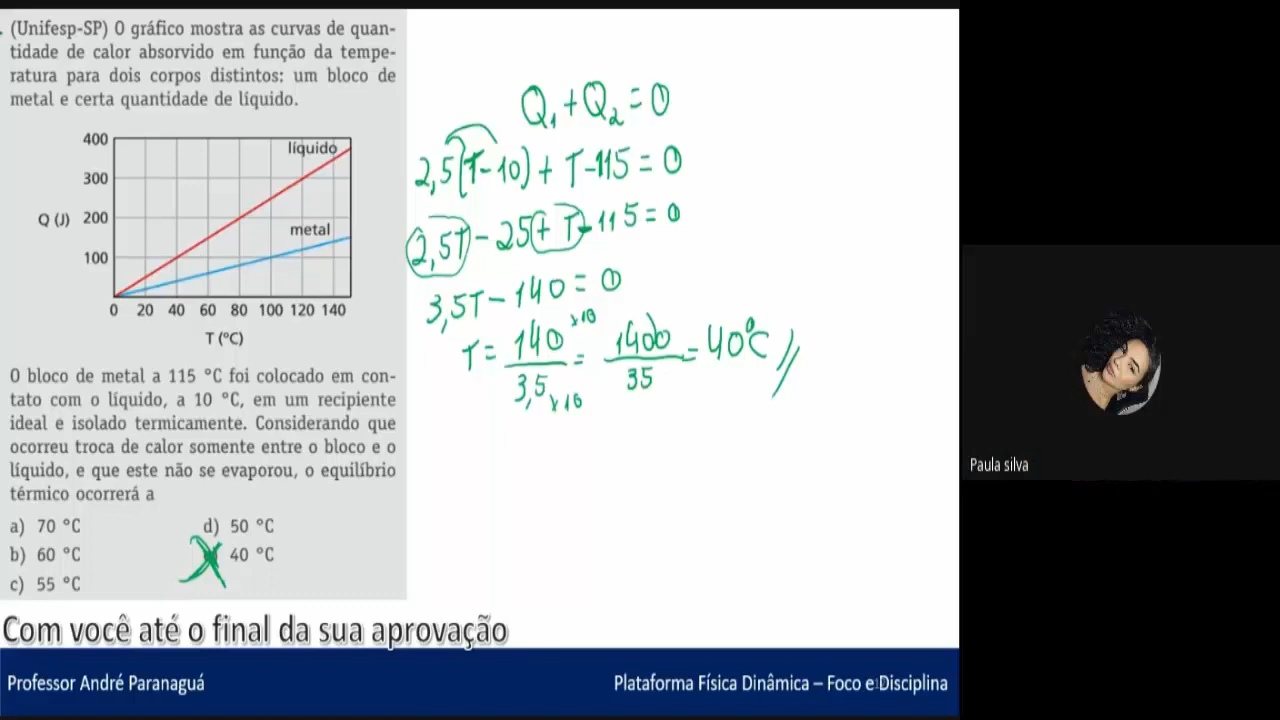 (Unifesp-SP) O gráfico mostra as curvas de quan-
tidade de calor absorvido em função da tempe-
ratura para dois corpos distintos: um bloco de
metal e certa quantidade de líquido.
400
300
200
100
Q (J)
líquido
metal
0 20 40 60 80 100 120 140
T (°C)
O bloco de metal a 115 °C foi colocado em con-
tato com o líquido, a 10 °C, em um recipiente
ideal e isolado termicamente. Considerando que
ocorreu troca de calor somente entre o bloco e o
líquido, e que este não se evaporou, o equilíbrio
térmico ocorrerá a
a) 70 °C
b) 60 °C
c) 55 °C
d) 50 °C
40 °C
Q₁ + Q₂ = 0
2,5(T - 10) + T - 115 = 0
2,5T - 25 + T - 115 = 0
3,5T - 140 = 0
T = 140 x10 / 3,5 x10 = 1400 / 35 = 40°C //
Com você até o final da sua aprovação
Professor André Paranaguá
Plataforma Física Dinâmica – Foco e Disciplina
Paula silva